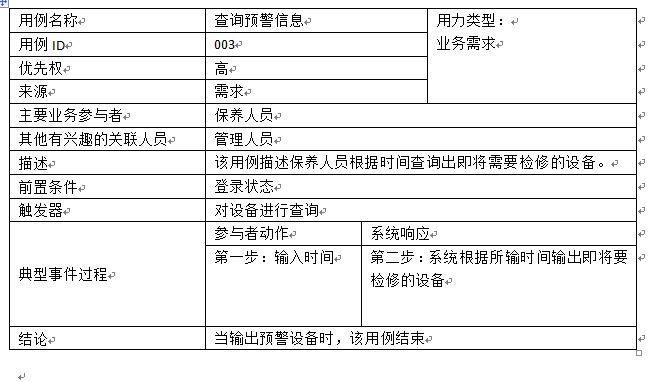 用例名称 查询预警信息 用力类型：
用例 ID 003 业务需求
优先权 高
来源 需求
主要业务参与者 保养人员
其他有兴趣的关联人员 管理人员
描述 该用例描述保养人员根据时间查询出即将需要检修的设备。
前置条件 登录状态
触发器 对设备进行查询
典型事件过程 参与者动作 系统响应
第一步：输入时间 第二步：系统根据所输时间输出即将要
检修的设备
结论 当输出预警设备时，该用例结束